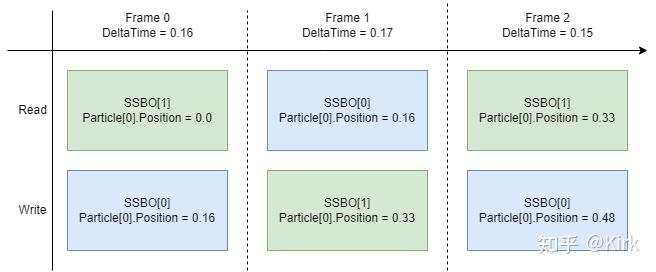 Frame 0
DeltaTime = 0.16
Frame 1
DeltaTime = 0.17
Frame 2
DeltaTime = 0.15
Read
SSBO[1]
Particle[0].Position = 0.0
SSBO[0]
Particle[0].Position = 0.16
SSBO[1]
Particle[0].Position = 0.33
Write
SSBO[0]
Particle[0].Position = 0.16
SSBO[1]
Particle[0].Position = 0.33
SSBO[0]
Particle[0].Position = 0.48
知乎 @Kirk